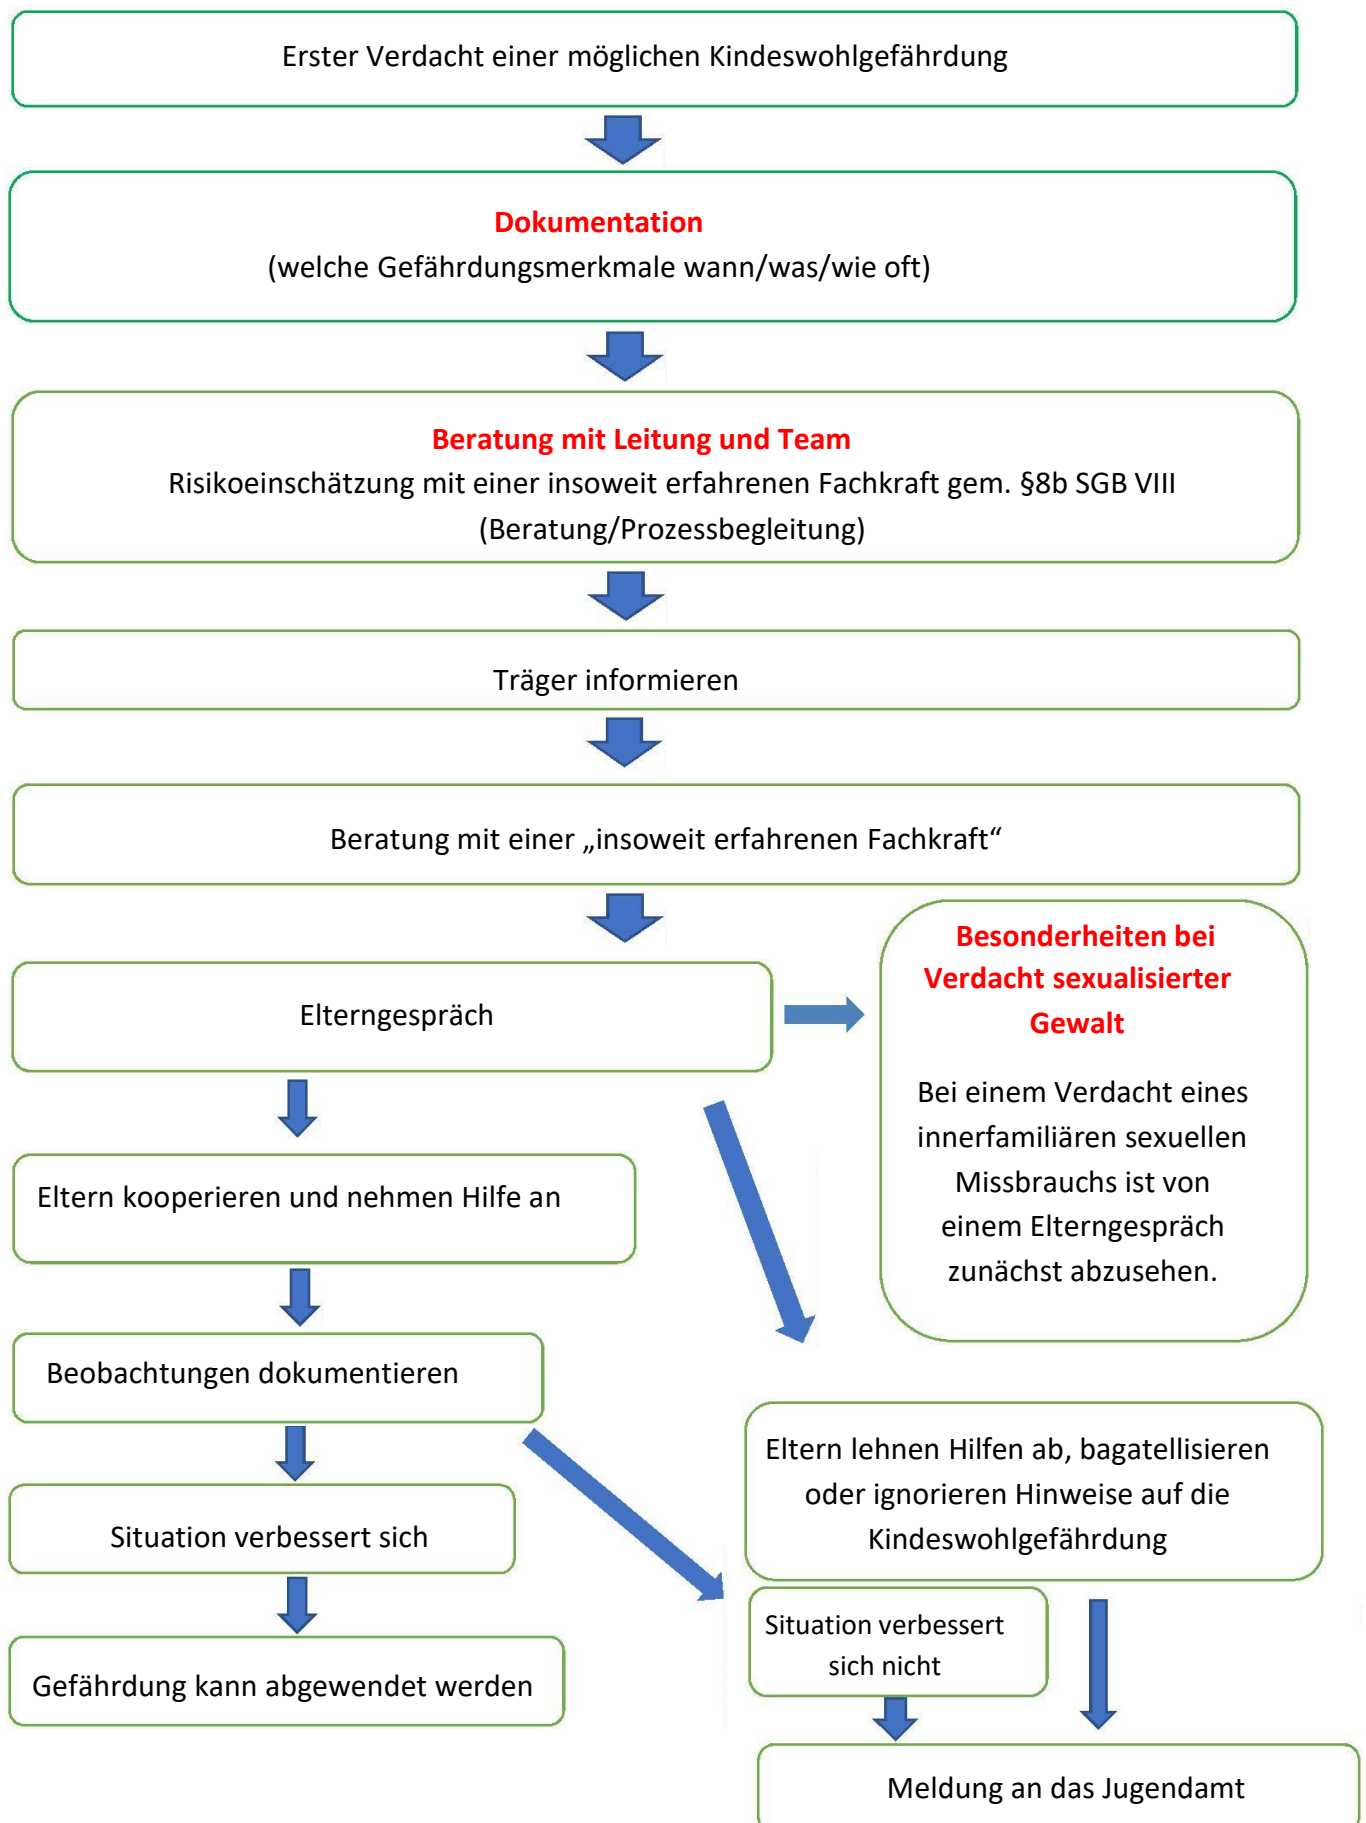 Erster Verdacht einer möglichen Kindeswohlgefährdung
Dokumentation
(welche Gefährdungsmerkmale wann/was/wie oft)
Beratung mit Leitung und Team
Risikoeinschätzung mit einer insoweit erfahrenen Fachkraft gem. §8b SGB VIII
(Beratung/Prozessbegleitung)
Träger informieren
Beratung mit einer „insoweit erfahrenen Fachkraft“
Elterngespräch
Besonderheiten bei
Verdacht sexualisierter
Gewalt
Bei einem Verdacht eines
innerfamiliären sexuellen
Missbrauchs ist von
einem Elterngespräch
zunächst abzusehen.
Eltern kooperieren und nehmen Hilfe an
Beobachtungen dokumentieren
Situation verbessert sich
Gefährdung kann abgewendet werden
Eltern lehnen Hilfen ab, bagatellisieren
oder ignorieren Hinweise auf die
Kindeswohlgefährdung
Situation verbessert
sich nicht
Meldung an das Jugendamt